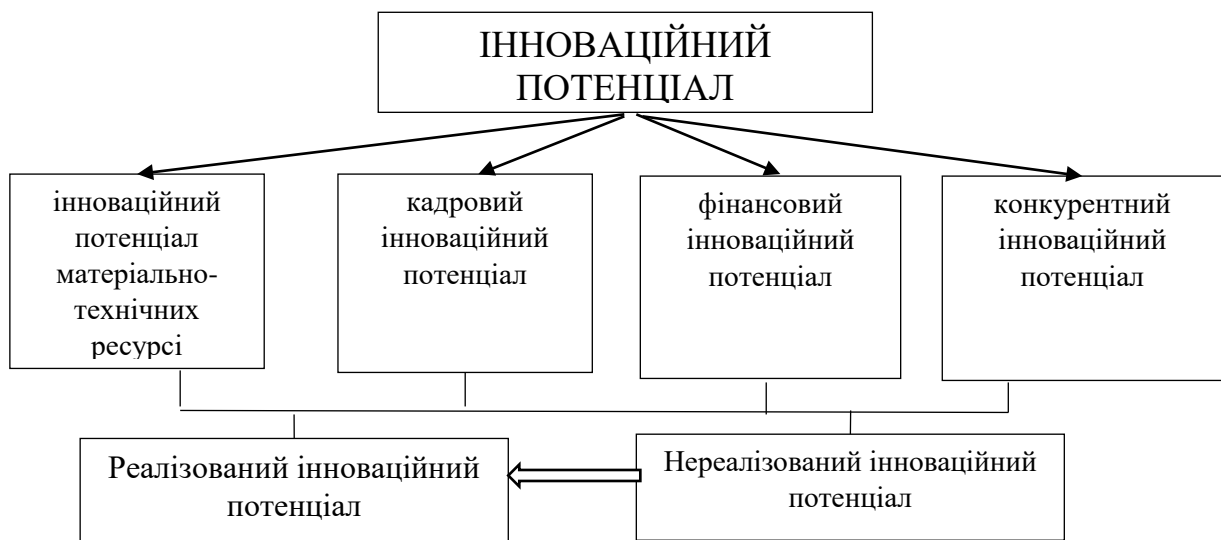 ІННОВАЦІЙНИЙ
ПОТЕНЦІАЛ
інноваційний
потенціал
матеріально-
технічних
ресурсі
кадровий
інноваційний
потенціал
фінансовий
інноваційний
потенціал
конкурентний
інноваційний
потенціал
Реалізований інноваційний
потенціал
Нереалізований інноваційний
потенціал